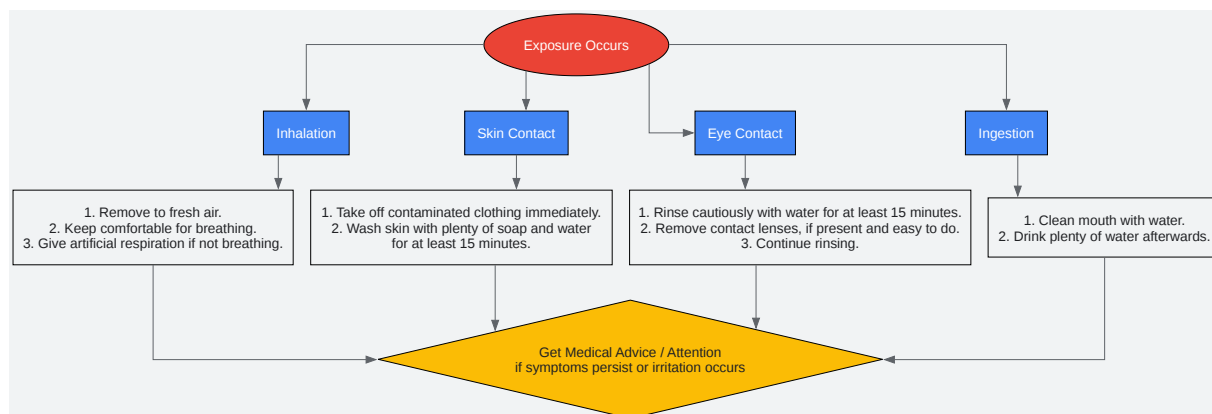 Exposure Occurs
Inhalation
Skin Contact
Eye Contact
Ingestion
1. Remove to fresh air.
2. Keep comfortable for breathing.
3. Give artificial respiration if not breathing.
1. Take off contaminated clothing immediately.
2. Wash skin with plenty of soap and water
for at least 15 minutes.
1. Rinse cautiously with water for at least 15 minutes.
2. Remove contact lenses, if present and easy to do.
3. Continue rinsing.
1. Clean mouth with water.
2. Drink plenty of water afterwards.
Get Medical Advice / Attention
if symptoms persist or irritation occurs